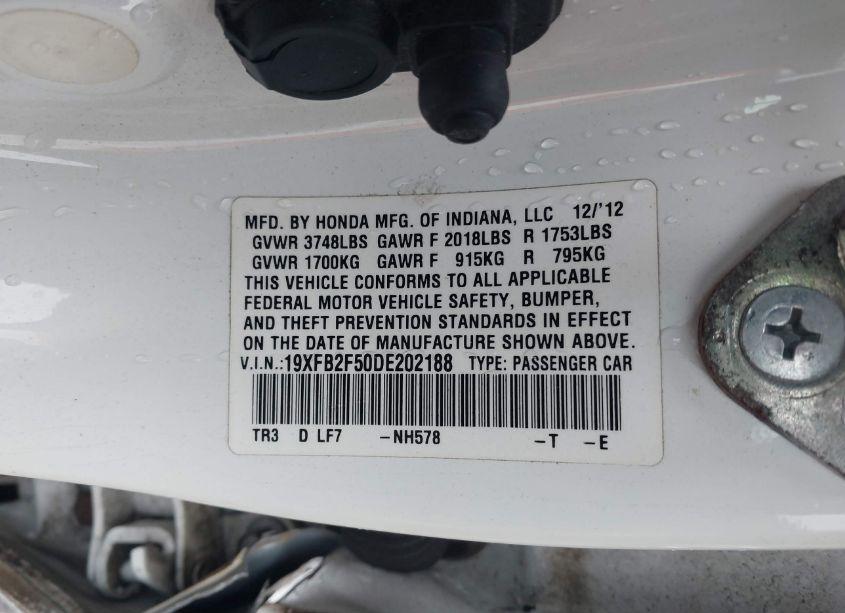 MFD. BY HONDA MFG. OF INDIANA, LLC 12/'12
GVWR 3748LBS GAWR F 2018LBS R 1753LBS
GVWR 1700KG GAWR F 915KG R 795KG
THIS VEHICLE CONFORMS TO ALL APPLICABLE
FEDERAL MOTOR VEHICLE SAFETY, BUMPER,
AND THEFT PREVENTION STANDARDS IN EFFECT
ON THE DATE OF MANUFACTURE SHOWN ABOVE.
V.I.N.:19XFB2F50DE202188 TYPE: PASSENGER CAR
TR3 D LF7 -NH578 -T -E